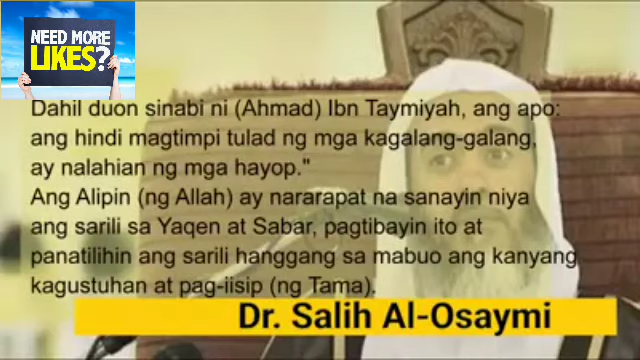 NEED MORE
LIKES?
Dahil duon sinabi ni (Ahmad) Ibn Taymiyah, ang apo:
ang hindi magtimpi tulad ng mga kagalang-galang,
ay nalahian ng mga hayop."
Ang Alipin (ng Allah) ay nararapat na sanayin niya
ang sarili sa Yaqen at Sabar, pagtibayin ito at
panatilihin ang sarili hanggang sa mabuo ang kanyang
kagustuhan at pag-iisip (ng Tama).
Dr. Salih Al-Osaymi